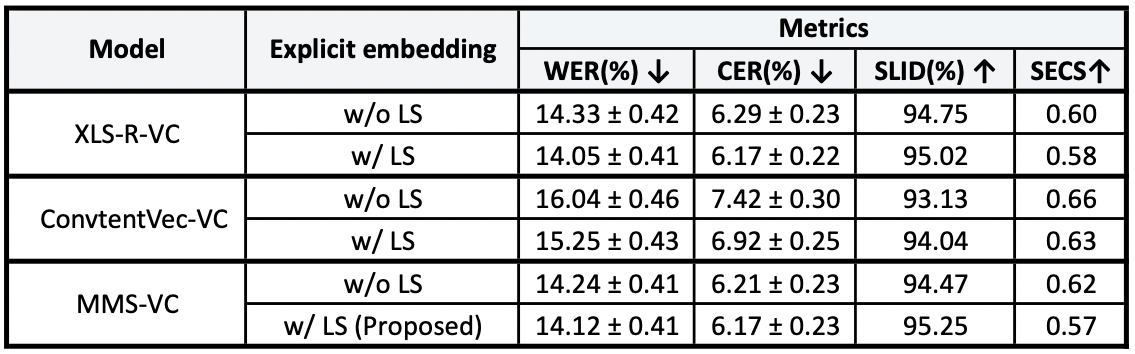 Model Explicit embedding Metrics
WER(%) ↓ CER(%) ↓ SLID(%) ↑ SECS↑
XLS-R-VC w/o LS 14.33 ± 0.42 6.29 ± 0.23 94.75 0.60
w/ LS 14.05 ± 0.41 6.17 ± 0.22 95.02 0.58
ConvtentVec-VC w/o LS 16.04 ± 0.46 7.42 ± 0.30 93.13 0.66
w/ LS 15.25 ± 0.43 6.92 ± 0.25 94.04 0.63
MMS-VC w/o LS 14.24 ± 0.41 6.21 ± 0.23 94.47 0.62
w/ LS (Proposed) 14.12 ± 0.41 6.17 ± 0.23 95.25 0.57